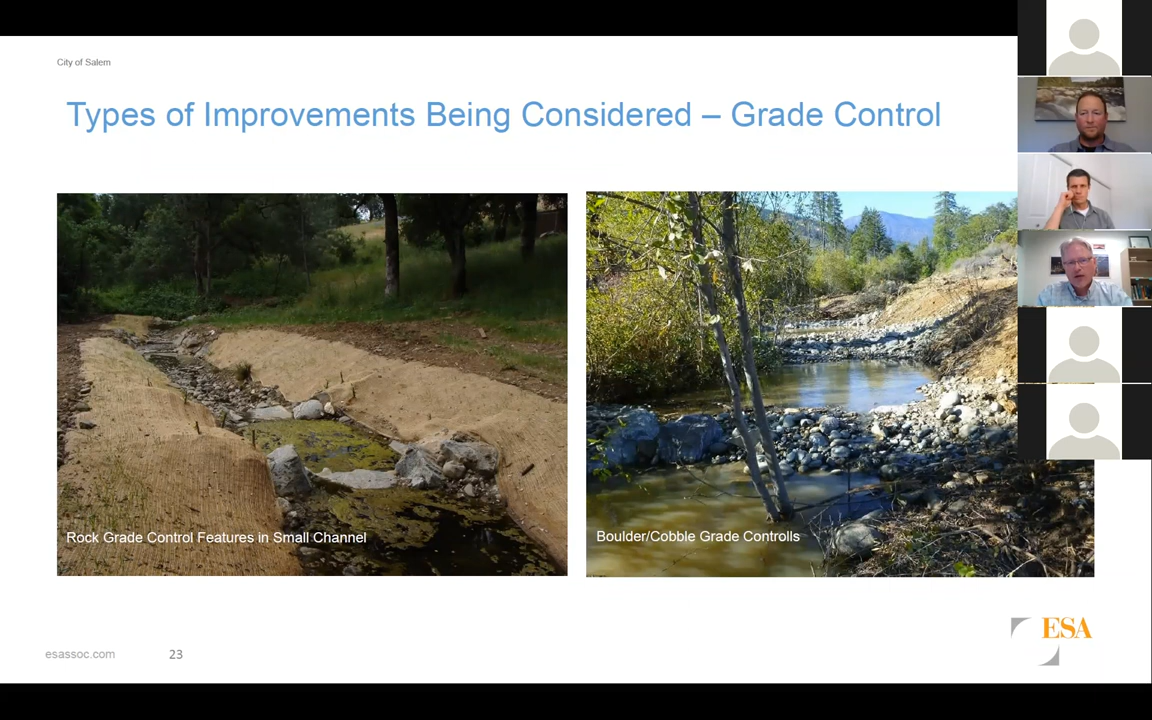 City of Salem
Types of Improvements Being Considered – Grade Control
Rock Grade Control Features in Small Channel
Boulder/Cobble Grade Controlls
esassoc.com
23
ESA